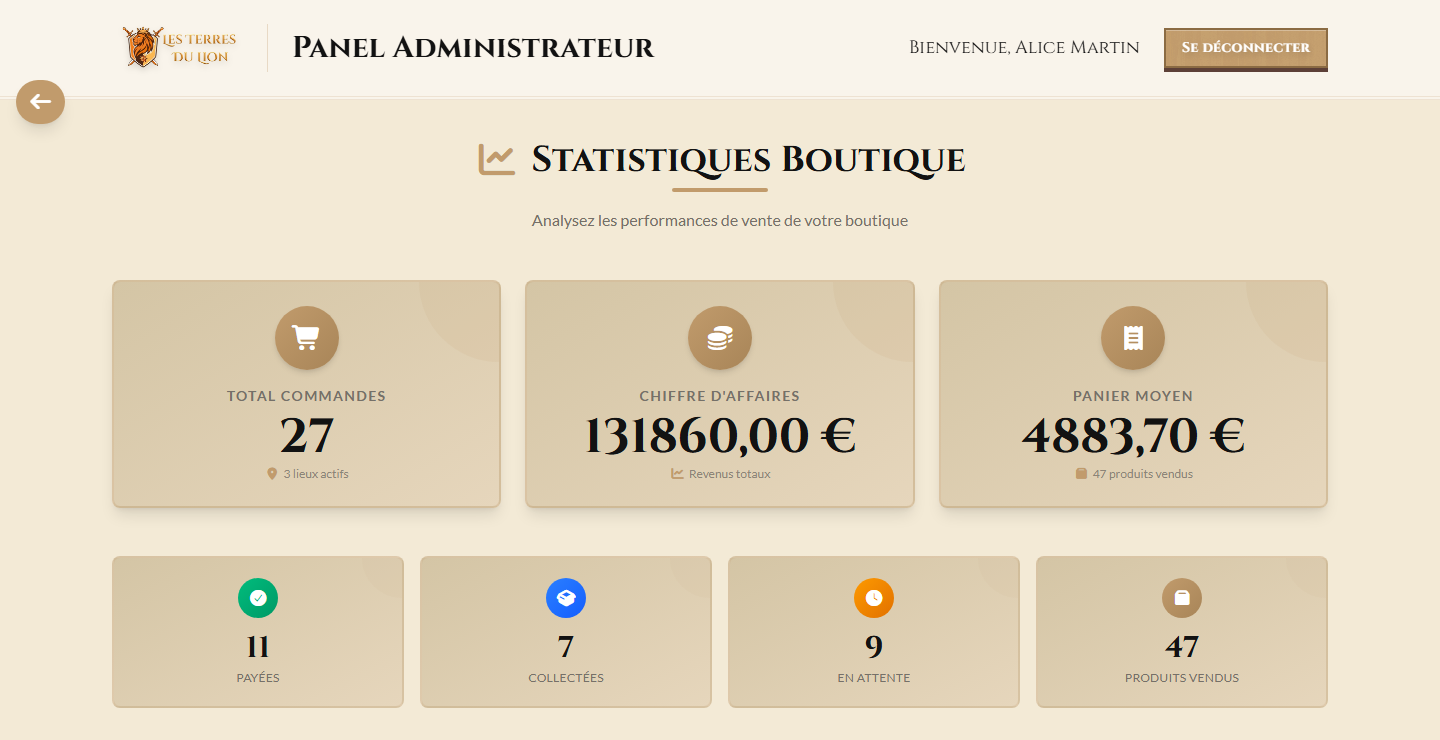 Les Terres
Du Lion
Panel Administrateur
Bienvenue, Alice Martin
Se déconnecter
Statistiques Boutique
Analysez les performances de vente de votre boutique
TOTAL COMMANDES
27
3 lieux actifs
CHIFFRE D'AFFAIRES
131860,00 €
Revenus totaux
PANIER MOYEN
4883,70 €
47 produits vendus
11
PAYÉES
7
COLLECTÉES
9
EN ATTENTE
47
PRODUITS VENDUS